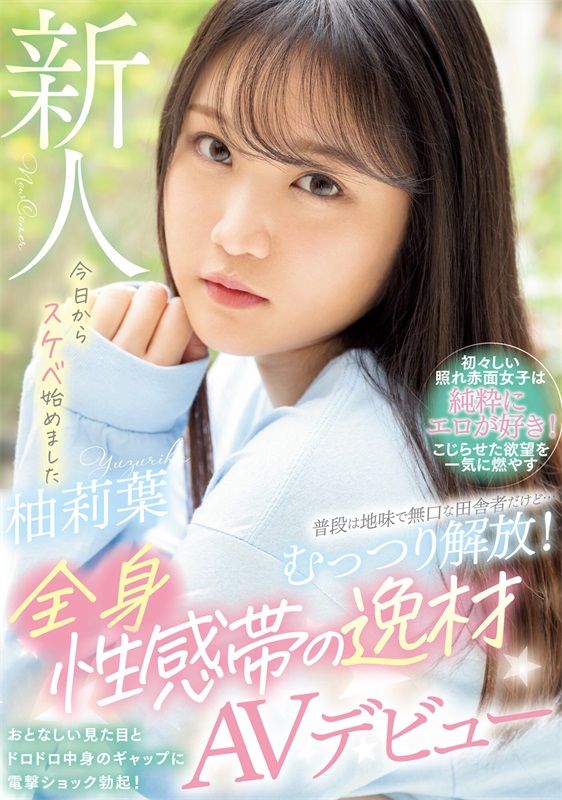 新人
New Comer
今日から
スケベ始めました
Yuzuriha
柚莉葉
初々しい
照れ赤面女子は
純粋に
エロが好き!
こじらせた欲望を
一気に燃やす
普段は地味で無口な田舎者だけど…
むっつり解放!
全身
性感帯の逸材
AVデビュー
おとなしい見た目と
ドロドロ中身のギャップに
電撃ショック勃起!